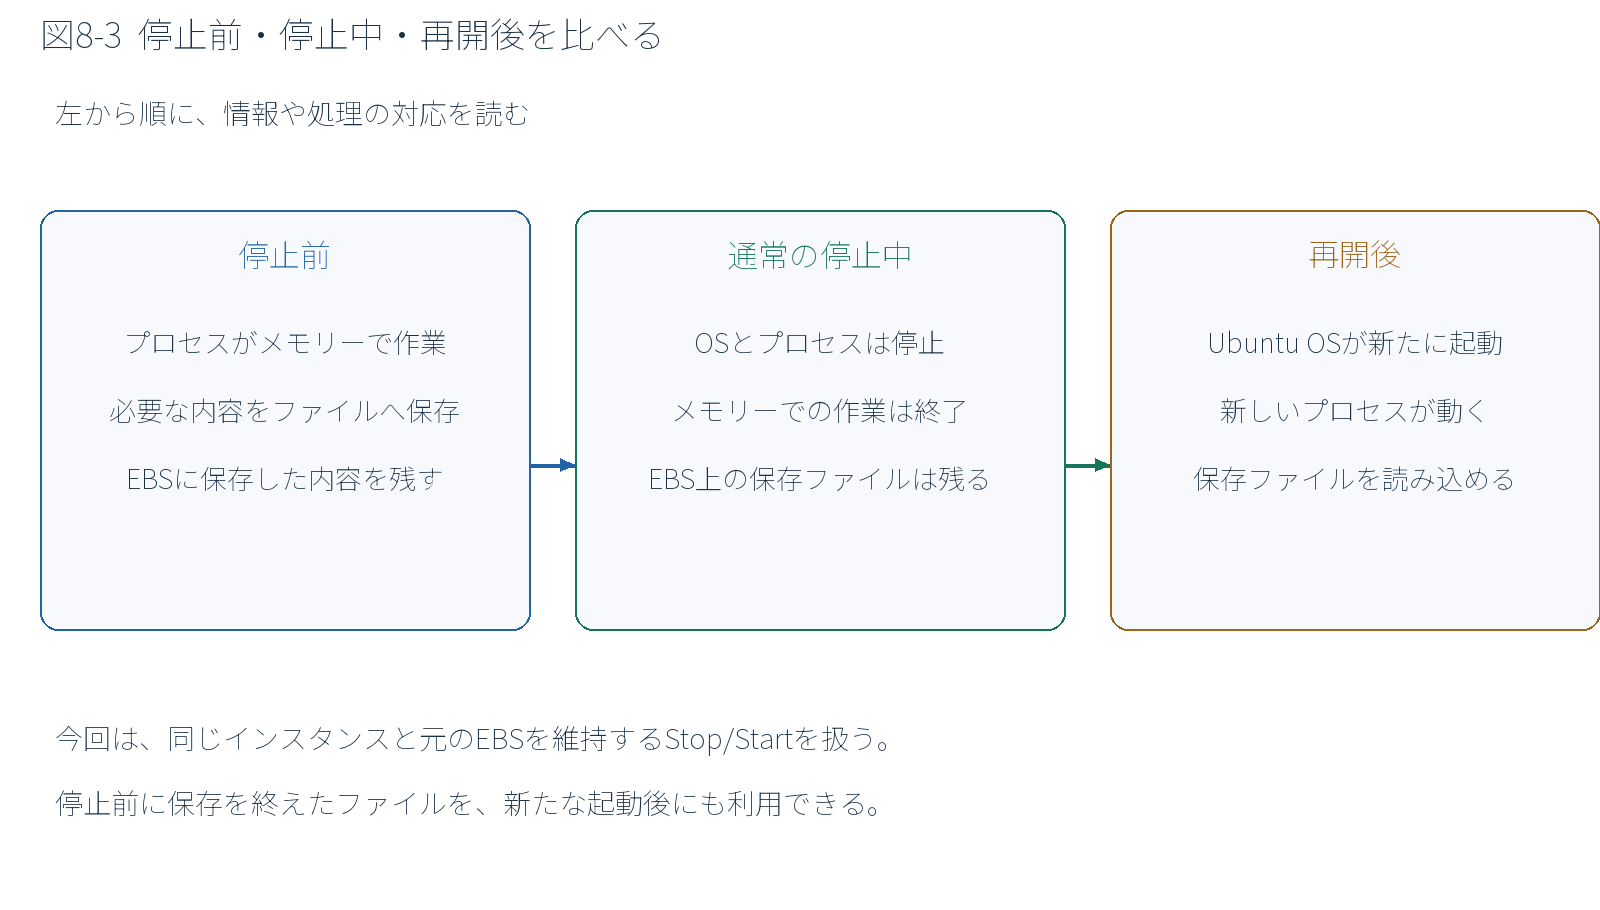 図8-3 停止前・停止中・再開後を比べる
左から順に、情報や処理の対応を読む
停止前
プロセスがメモリーで作業
必要な内容をファイルへ保存
EBSに保存した内容を残す
通常の停止中
OSとプロセスは停止
メモリーでの作業は終了
EBS上の保存ファイルは残る
再開後
Ubuntu OSが新たに起動
新しいプロセスが動く
保存ファイルを読み込める
今回は、同じインスタンスと元のEBSを維持するStop/Startを扱う。
停止前に保存を終えたファイルを、新たな起動後にも利用できる。